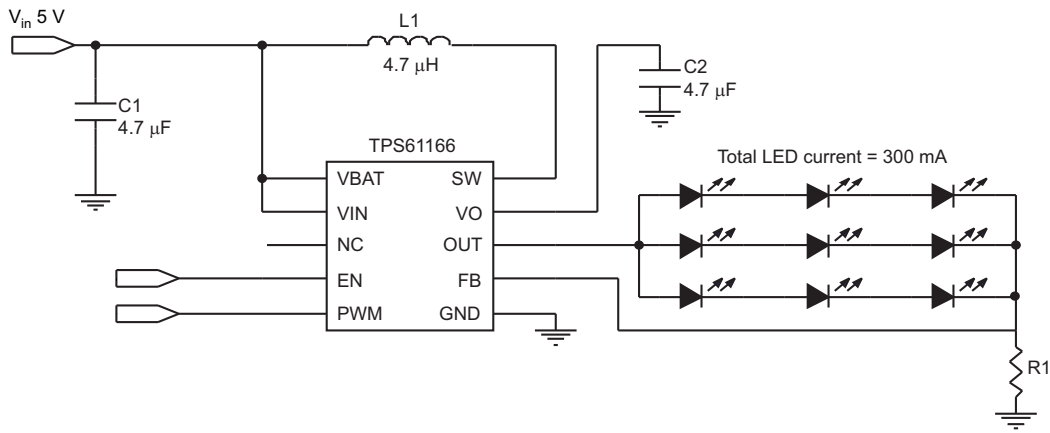 V_in 5 V
L1
4.7 μH
C1
4.7 μF
C2
4.7 μF
TPS61166
Total LED current = 300 mA
VBAT
SW
VIN
VO
NC
OUT
EN
FB
PWM
GND
R1